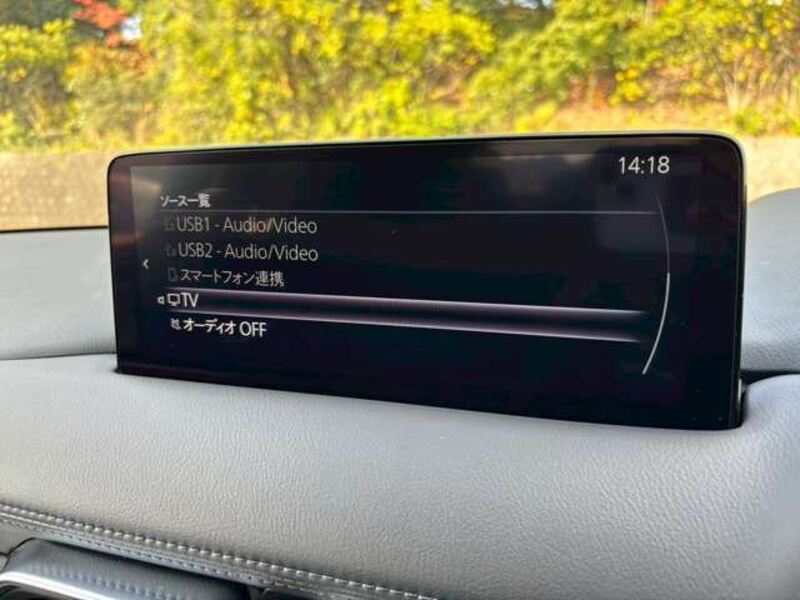 14:18
ソース一覧
USB1 - Audio/Video
USB2 - Audio/Video
スマートフォン連携
TV
オーディオ OFF